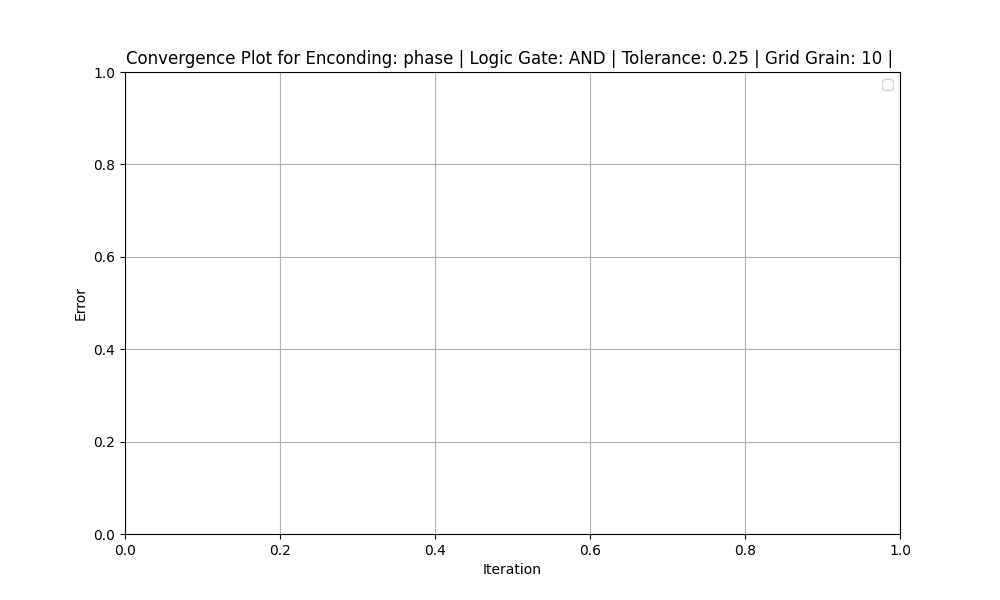 Convergence Plot for Enconding: phase | Logic Gate: AND | Tolerance: 0.25 | Grid Grain: 10 |
1.0
0.8
0.6
0.4
0.2
0.0
Error
0.0 0.2 0.4 0.6 0.8 1.0
Iteration